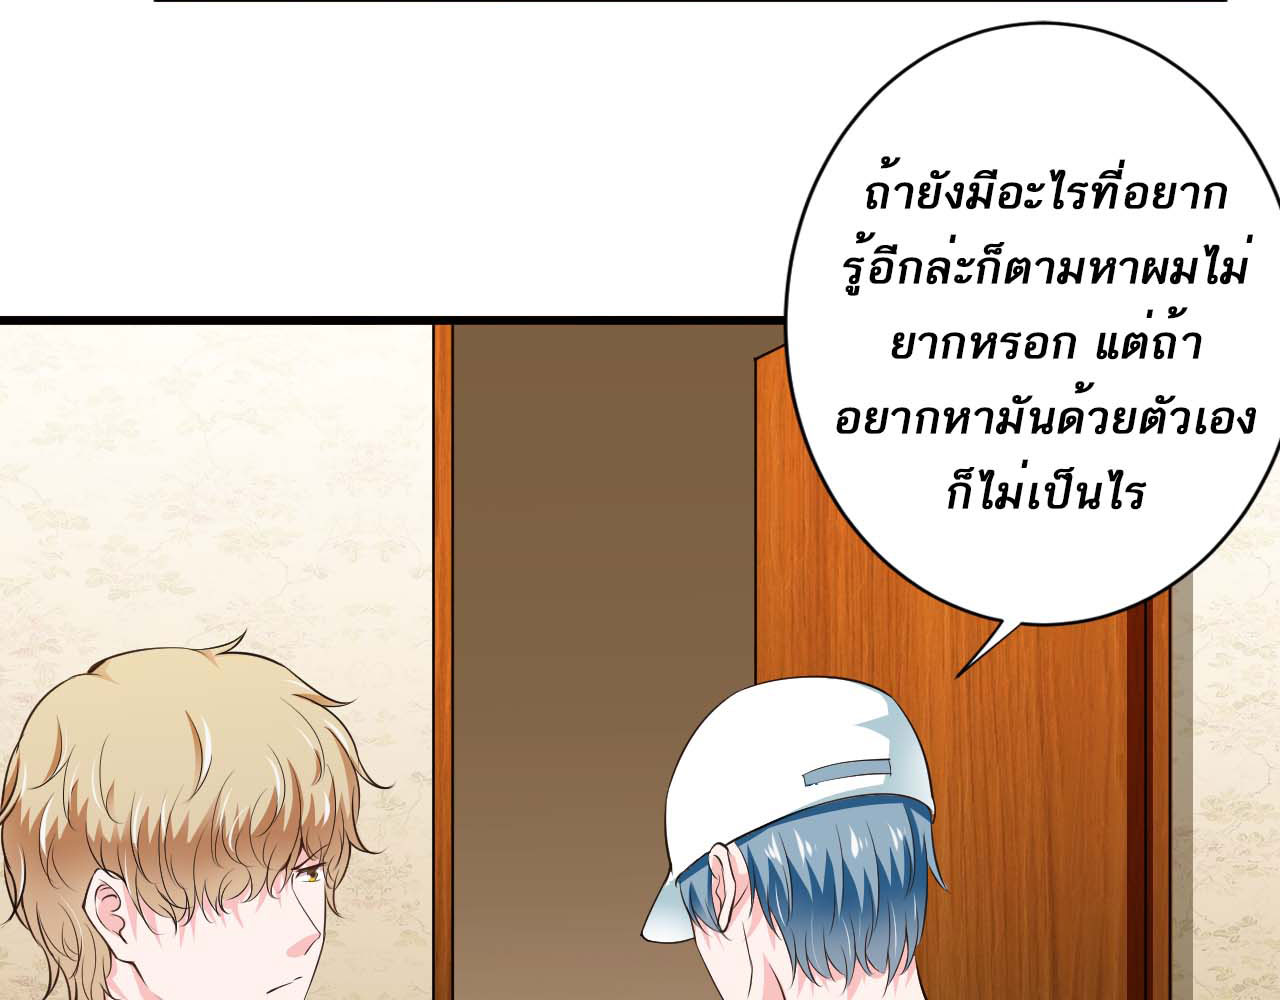 ถ้ายังมีอะไรที่อยาก
รู้อีกล่ะก็ตามหาผมไม่
ยากหรอก แต่ถ้า
อยากหามันด้วยตัวเอง
ก็ไม่เป็นไร